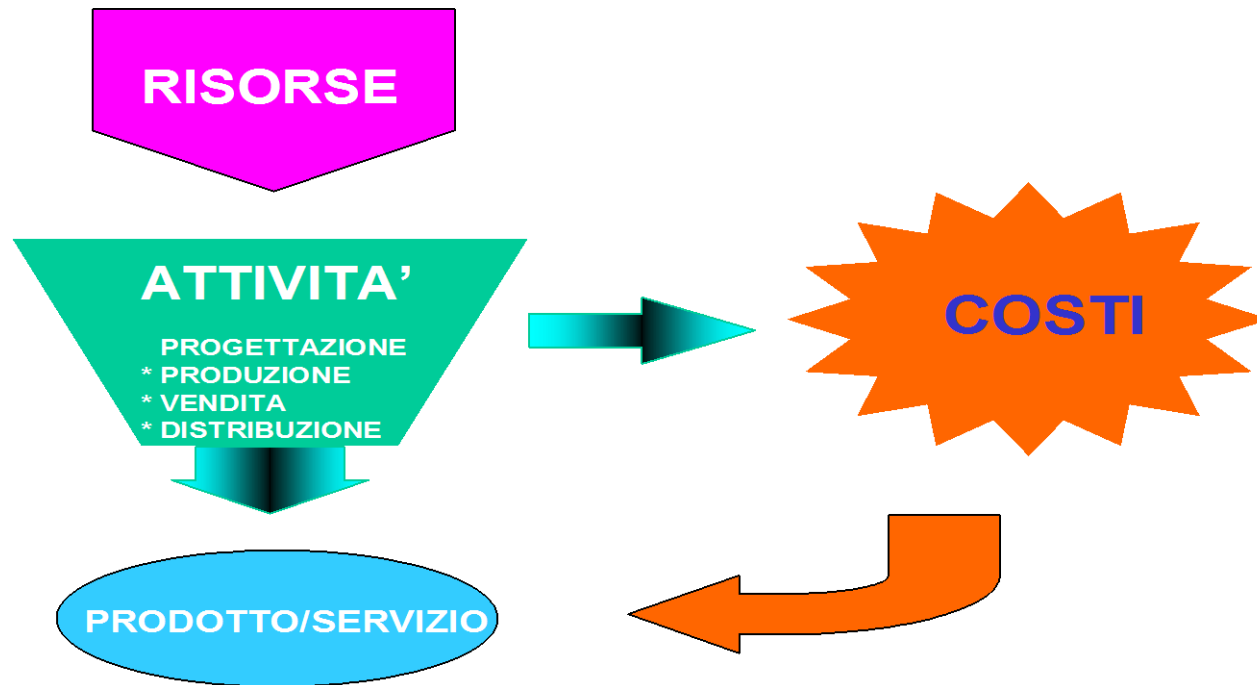 RISORSE
ATTIVITA’
PROGETTAZIONE
* PRODUZIONE
* VENDITA
* DISTRIBUZIONE
COSTI
PRODOTTO/SERVIZIO